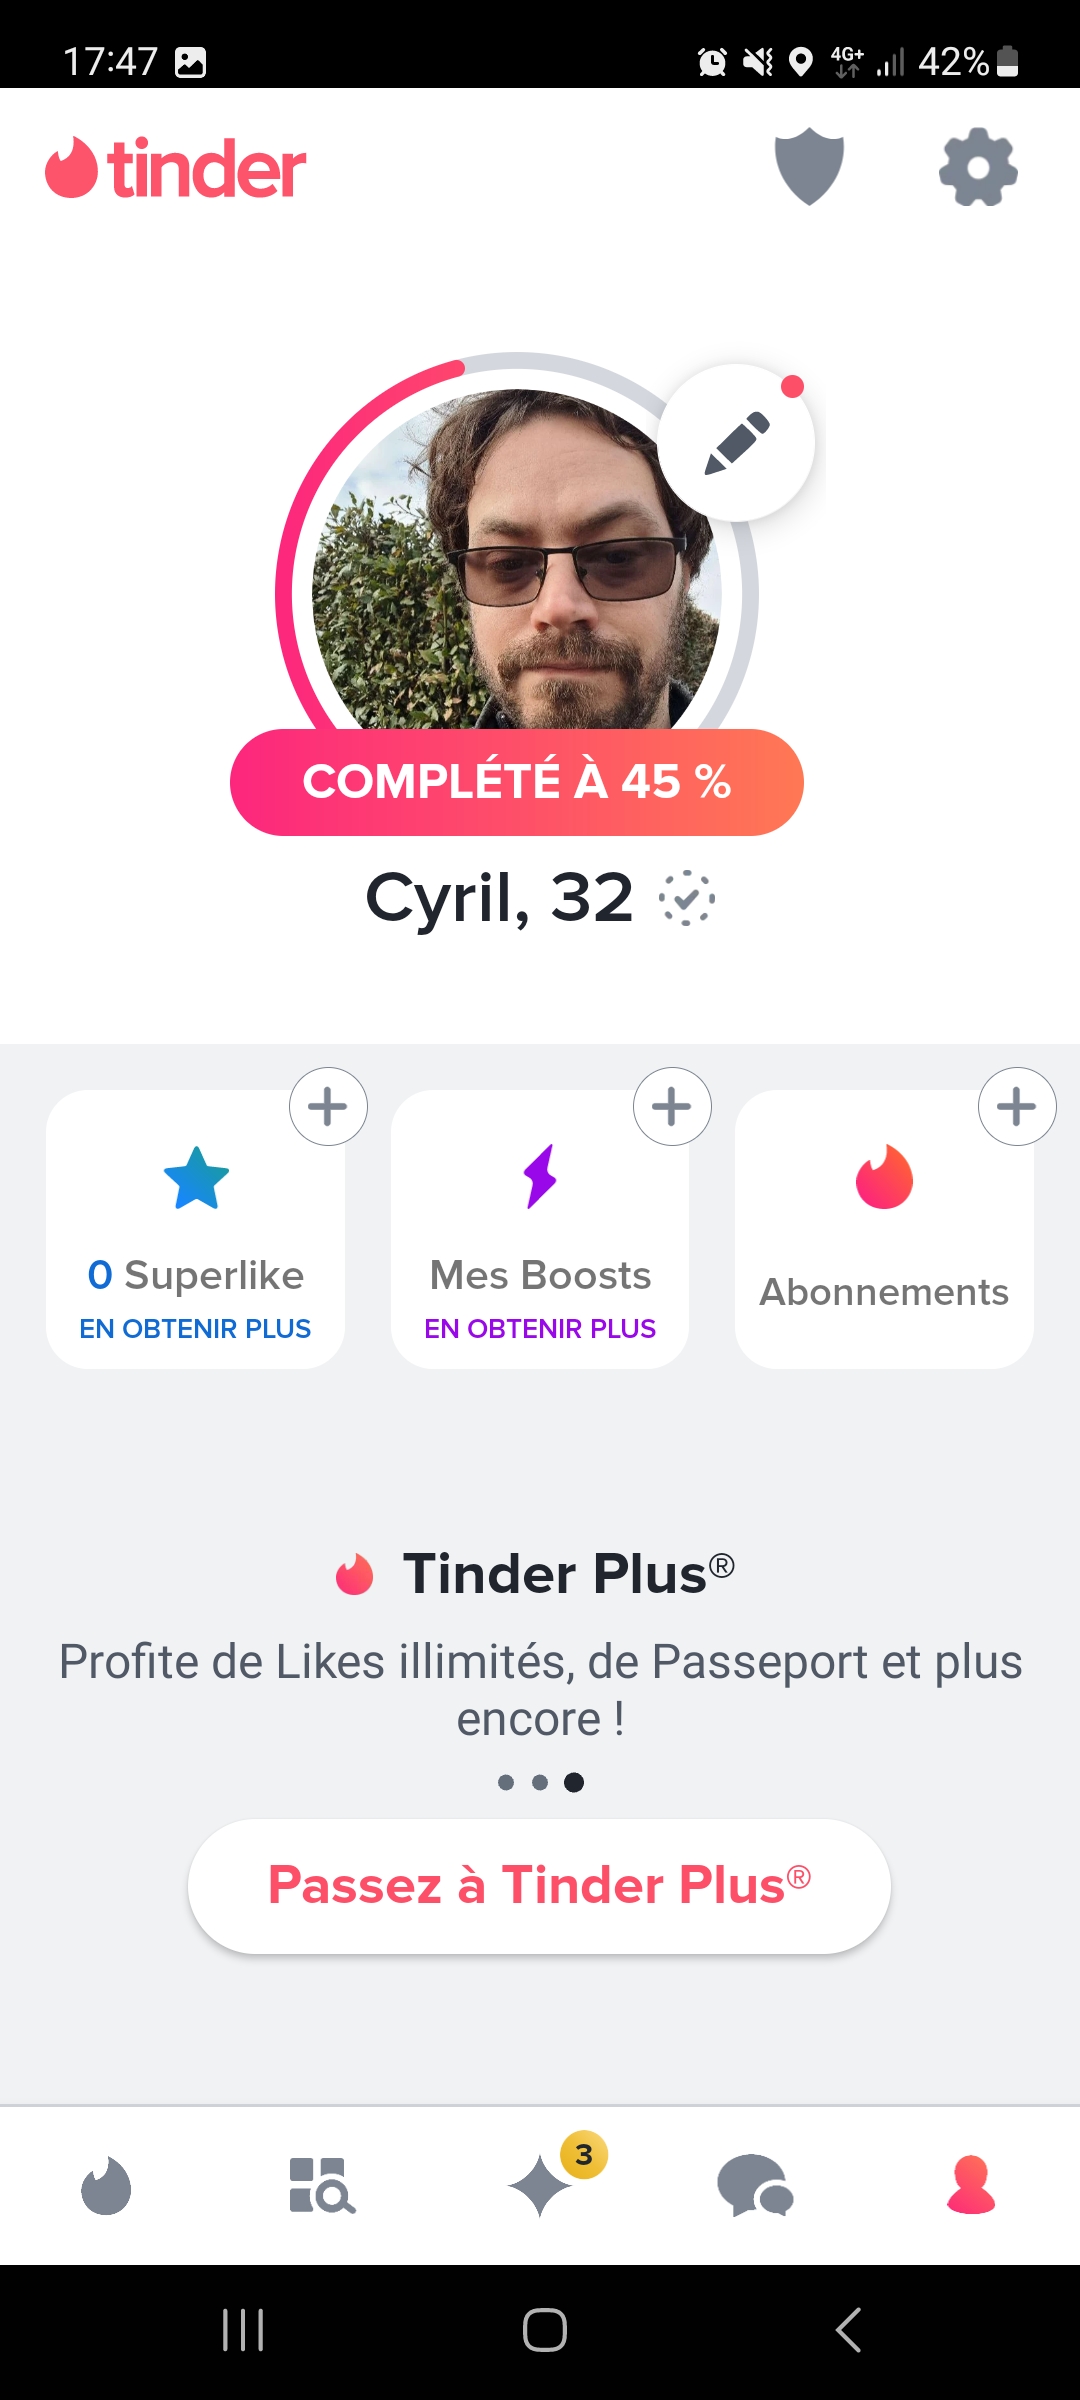 17:47
4G+
42%
tinder
COMPLÉTÉ À 45 %
Cyril, 32
0 Superlike
EN OBTENIR PLUS
Mes Boosts
EN OBTENIR PLUS
Abonnements
Tinder Plus®
Profite de Likes illimités, de Passeport et plus
encore !
Passez à Tinder Plus®
3